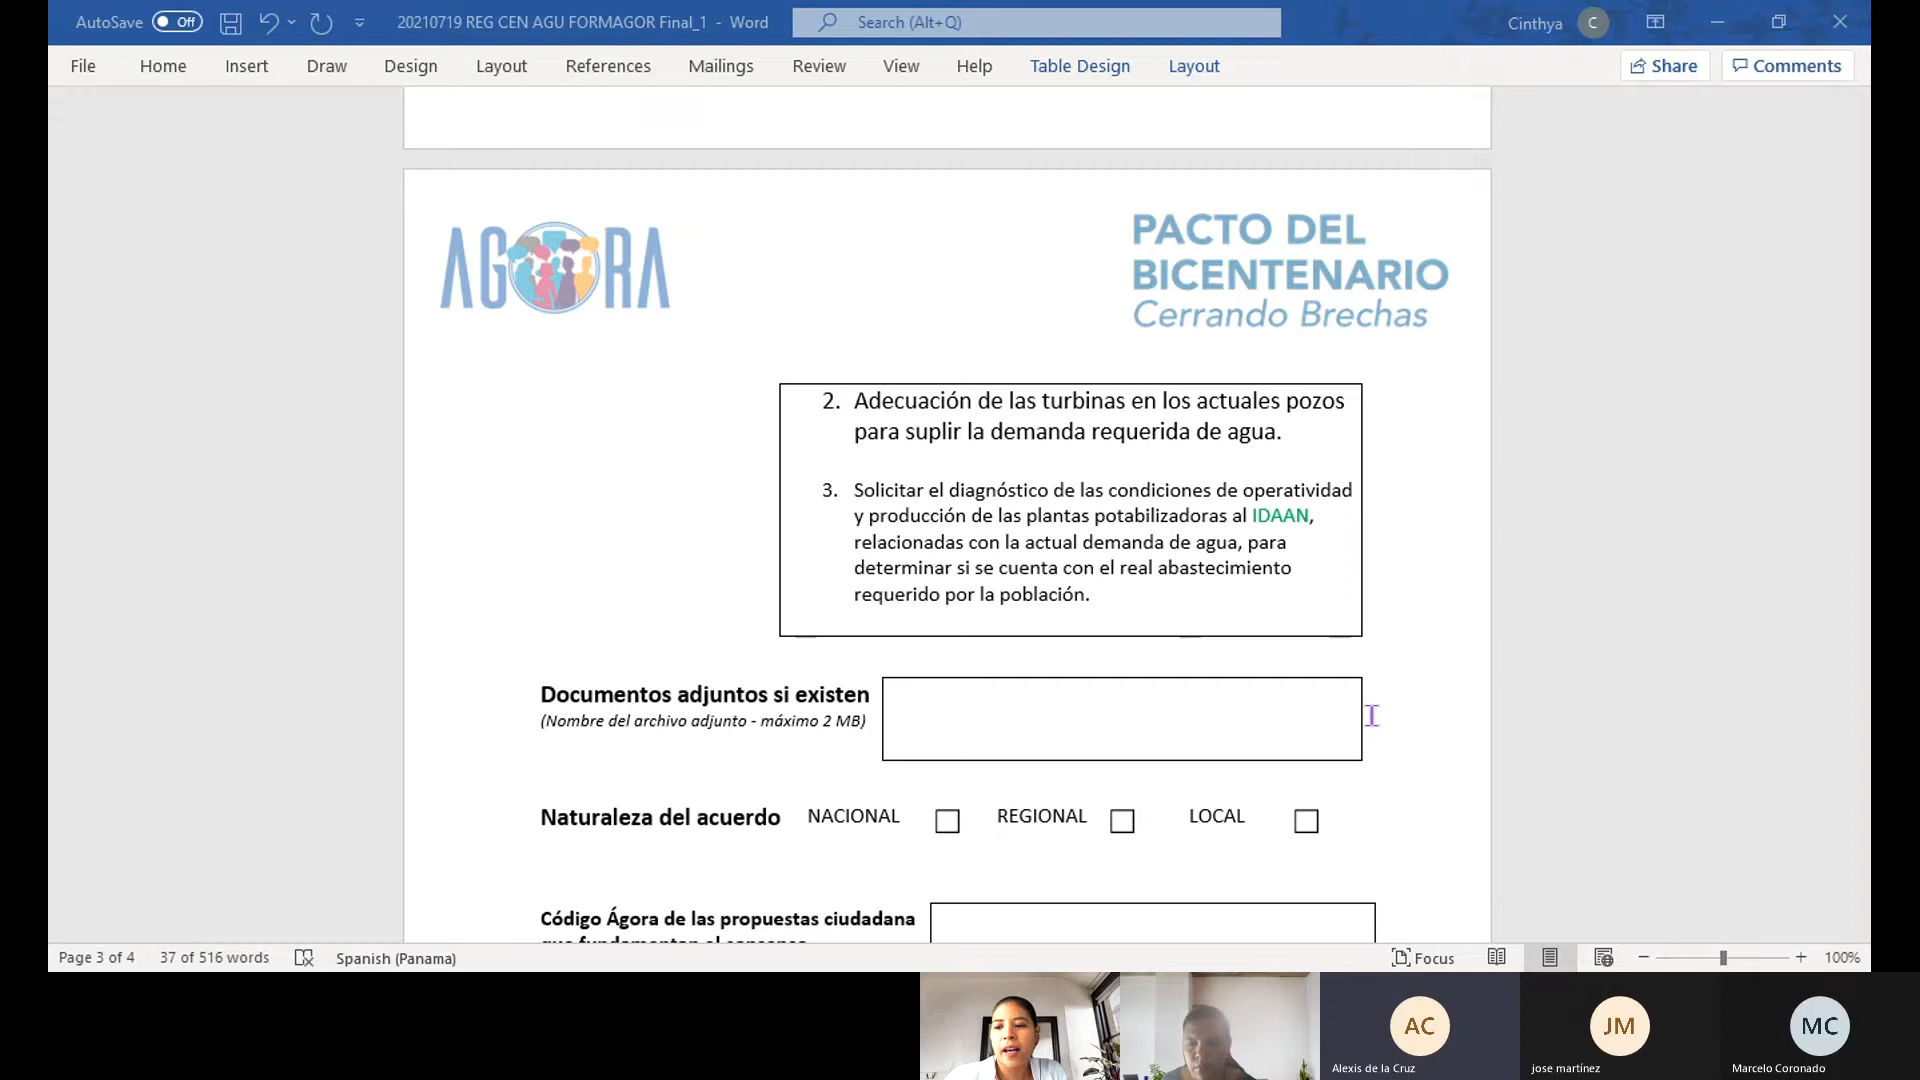 AutoSave Off 20210719 REG CEN AGU FORMAGOR Final_1 - Word Search (Alt+Q) Cinthya C
File Home Insert Draw Design Layout References Mailings Review View Help Table Design Layout Share Comments
AGORA
PACTO DEL
BICENTENARIO
Cerrando Brechas
2. Adecuación de las turbinas en los actuales pozos
para suplir la demanda requerida de agua.
3. Solicitar el diagnóstico de las condiciones de operatividad
y producción de las plantas potabilizadoras al IDAAN,
relacionadas con la actual demanda de agua, para
determinar si se cuenta con el real abastecimiento
requerido por la población.
Documentos adjuntos si existen
(Nombre del archivo adjunto - máximo 2 MB)
Naturaleza del acuerdo NACIONAL REGIONAL LOCAL
Código Ágora de las propuestas ciudadana
que fundamentan el consenso
Page 3 of 4 37 of 516 words Spanish (Panama) Focus 100%
AC JM MC
Alexis de la Cruz jose martínez Marcelo Coronado